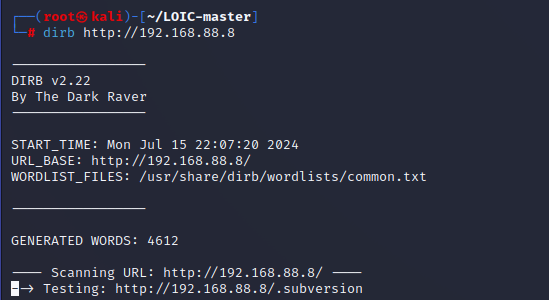 ┌──(root㉿kali)-[~/LOIC-master]
└─# dirb http://192.168.88.8
-----------------
DIRB v2.22
By The Dark Raver
-----------------
START_TIME: Mon Jul 15 22:07:20 2024
URL_BASE: http://192.168.88.8/
WORDLIST_FILES: /usr/share/dirb/wordlists/common.txt
-----------------
GENERATED WORDS: 4612
---- Scanning URL: http://192.168.88.8/ ----
--> Testing: http://192.168.88.8/.subversion